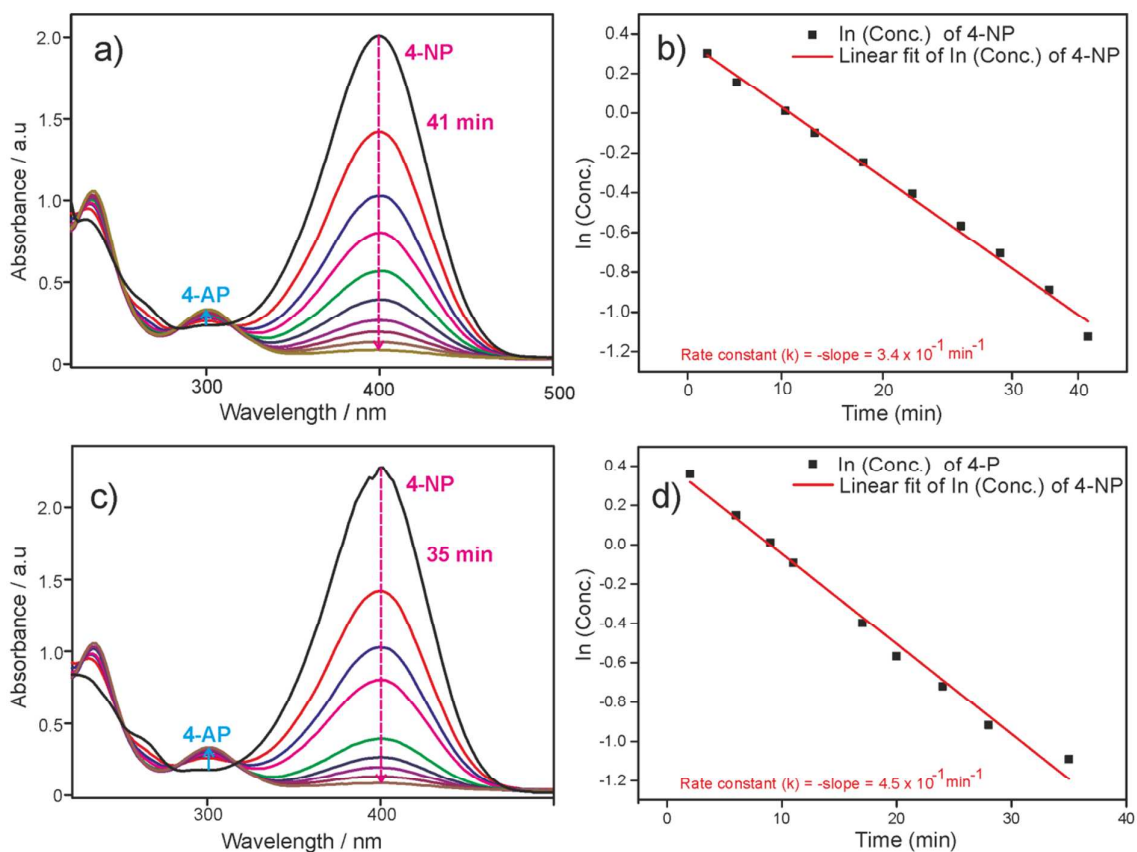 a)
4-NP
41 min
4-AP
2.0
1.5
1.0
0.5
0
Absorbance / a.u
300
400
500
Wavelength / nm
b)
ln (Conc.) of 4-NP
Linear fit of ln (Conc.) of 4-NP
0.4
0.2
0.0
-0.2
-0.4
-0.6
-0.8
-1.0
-1.2
ln (Conc.)
Rate constant (k) = -slope = 3.4 x 10⁻¹ min⁻¹
0
10
20
30
40
Time (min)
c)
4-NP
35 min
4-AP
2.0
1.5
1.0
0.5
0
Absorbance / a.u
300
400
Wavelength / nm
d)
ln (Conc.) of 4-P
Linear fit of ln (Conc.) of 4-NP
0.4
0.2
0.0
-0.2
-0.4
-0.6
-0.8
-1.0
-1.2
ln (Conc.)
Rate constant (k) = -slope = 4.5 x 10⁻¹ min⁻¹
0
10
20
30
40
Time (min)